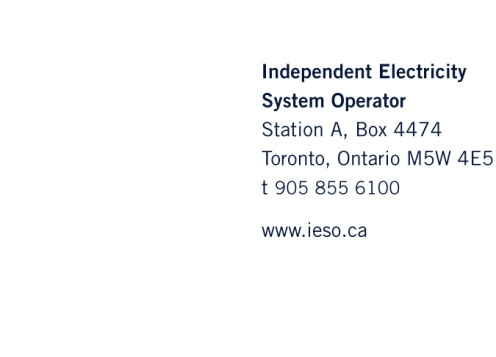 Independent Electricity
System Operator
Station A, Box 4474
Toronto, Ontario M5W 4E5
t 905 855 6100
www.ieso.ca